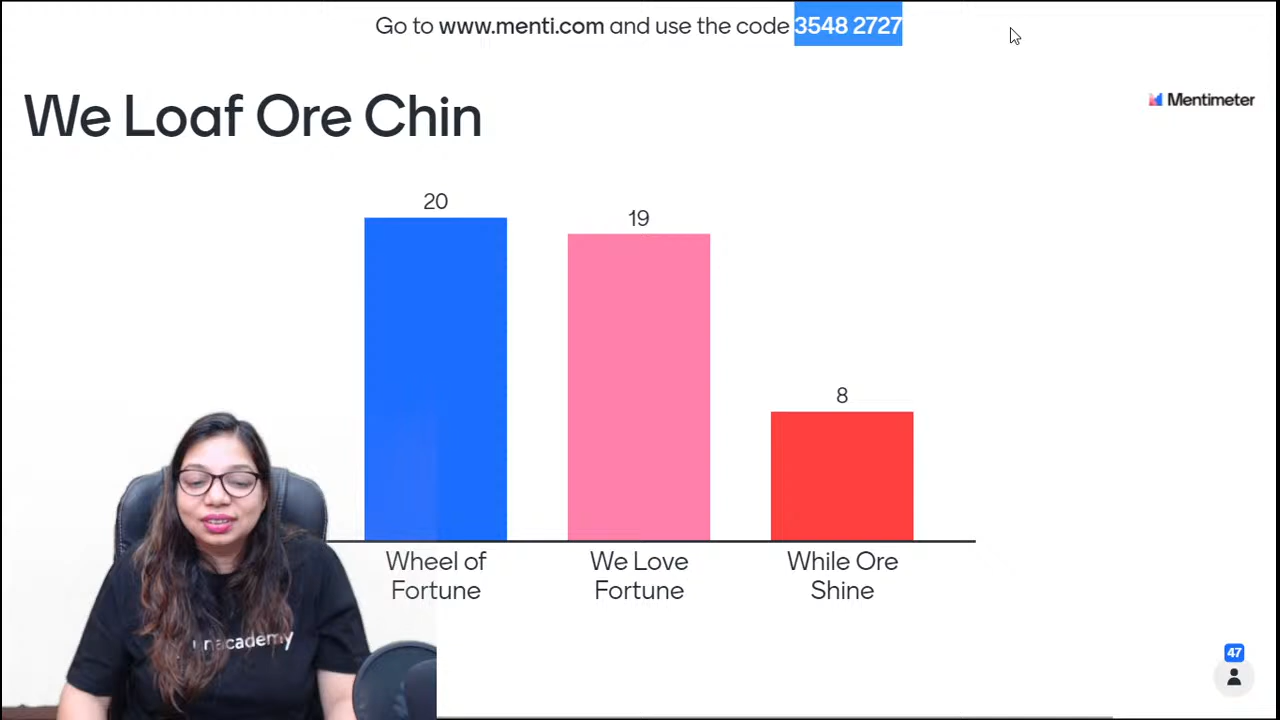 Go to www.menti.com and use the code 3548 2727
We Loaf Ore Chin
Mentimeter
20
19
8
Wheel of
Fortune
We Love
Fortune
While Ore
Shine
unacademy
47